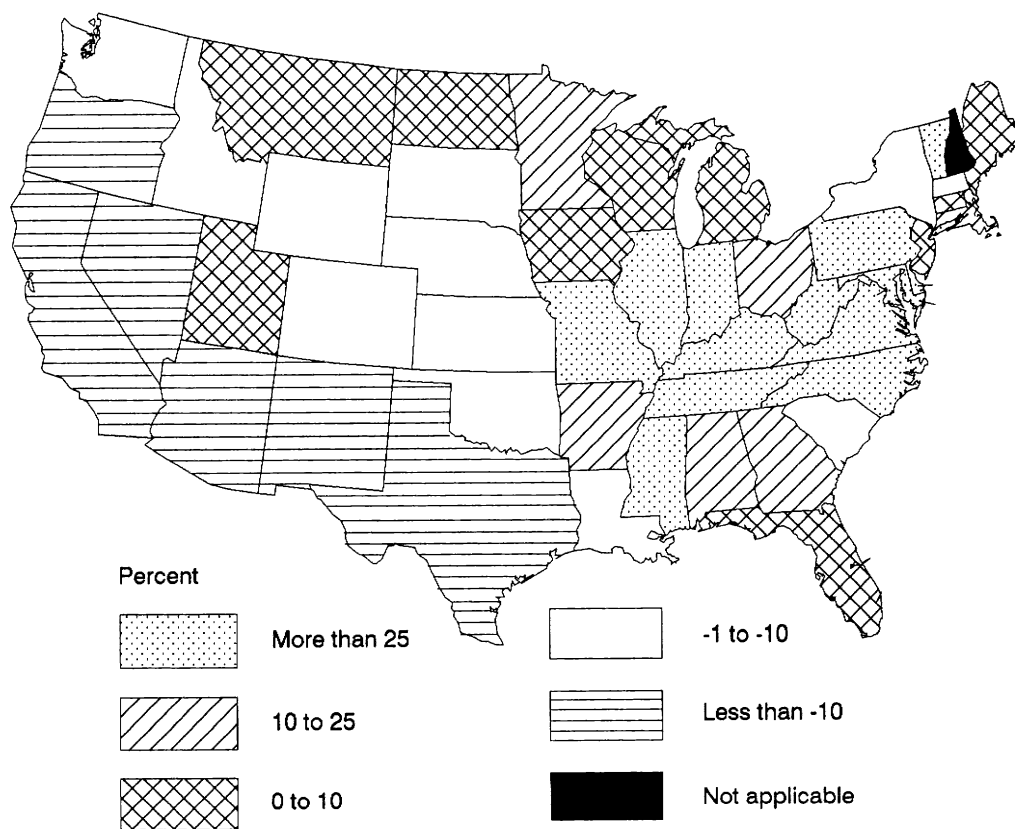 Percent
More than 25
10 to 25
0 to 10
-1 to -10
Less than -10
Not applicable